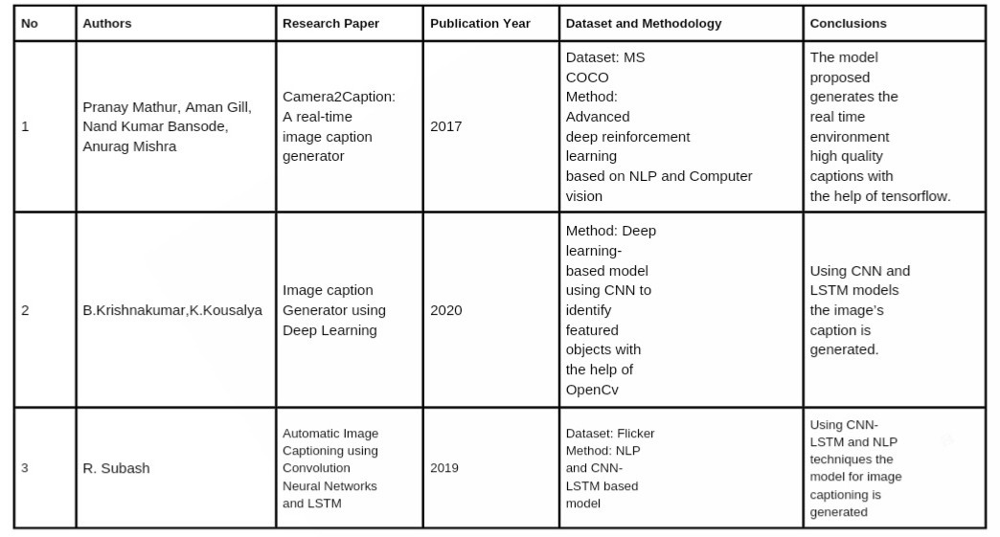 No Authors Research Paper Publication Year Dataset and Methodology Conclusions
1
Pranay Mathur, Aman Gill,
Nand Kumar Bansode,
Anurag Mishra
Camera2Caption:
A real-time
image caption
generator
2017
Dataset: MS
COCO
Method:
Advanced
deep reinforcement
learning
based on NLP and Computer
vision
The model
proposed
generates the
real time
environment
high quality
captions with
the help of tensorflow.
2
B.Krishnakumar,K.Kousalya
Image caption
Generator using
Deep Learning
2020
Method: Deep
learning-
based model
using CNN to
identify
featured
objects with
the help of
OpenCv
Using CNN and
LSTM models
the image's
caption is
generated.
3
R. Subash
Automatic Image
Captioning using
Convolution
Neural Networks
and LSTM
2019
Dataset: Flicker
Method: NLP
and CNN-
LSTM based
model
Using CNN-
LSTM and NLP
techniques the
model for image
captioning is
generated